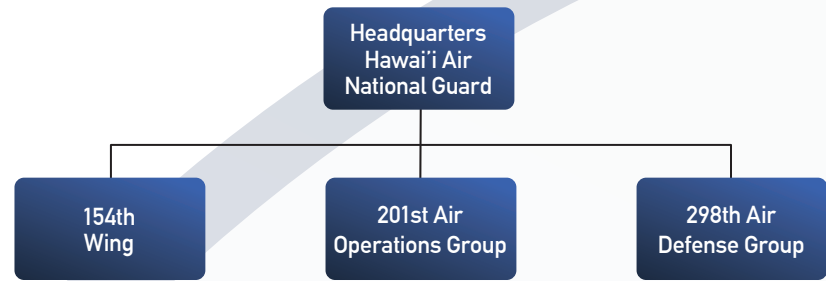 Headquarters
Hawai’i Air
National Guard
154th
Wing
201st Air
Operations Group
298th Air
Defense Group